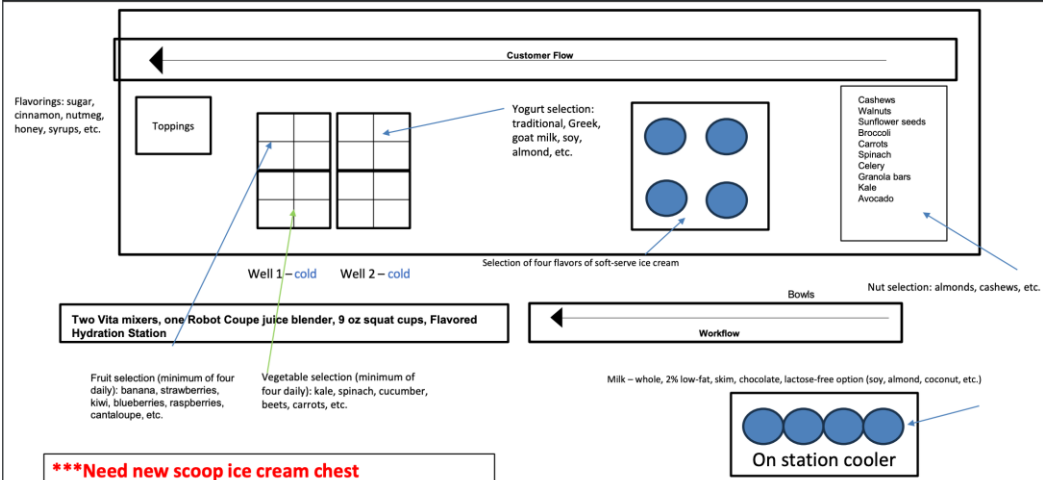 Customer Flow
Flavorings: sugar,
cinnamon, nutmeg,
honey, syrups, etc.
Toppings
Yogurt selection:
traditional, Greek,
goat milk, soy,
almond, etc.
Cashews
Walnuts
Sunflower seeds
Broccoli
Carrots
Spinach
Celery
Granola bars
Kale
Avocado
Selection of four flavors of soft-serve ice cream
Well 1 – cold
Well 2 – cold
Nut selection: almonds, cashews, etc.
Bowls
Two Vita mixers, one Robot Coupe juice blender, 9 oz squat cups, Flavored
Hydration Station
Workflow
Fruit selection (minimum of four
daily): banana, strawberries,
kiwi, blueberries, raspberries,
cantaloupe, etc.
Vegetable selection (minimum of
four daily): kale, spinach, cucumber,
beets, carrots, etc.
Milk – whole, 2% low-fat, skim, chocolate, lactose-free option (soy, almond, coconut, etc.)
On station cooler
***Need new scoop ice cream chest